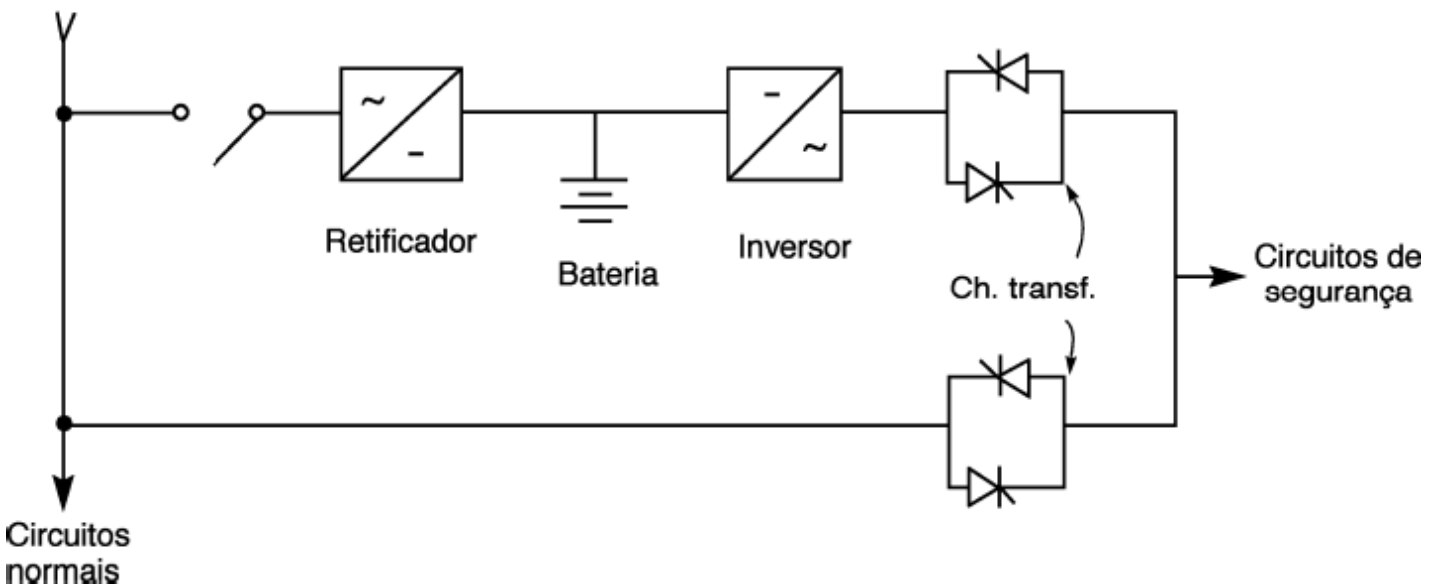 Retificador
Bateria
Inversor
Ch. transf.
Circuitos de
segurança
Circuitos
normais